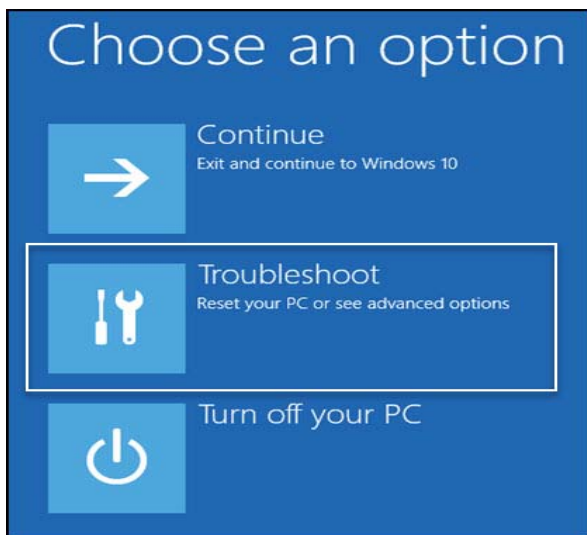 Choose an option
Continue
Exit and continue to Windows 10
Troubleshoot
Reset your PC or see advanced options
Turn off your PC